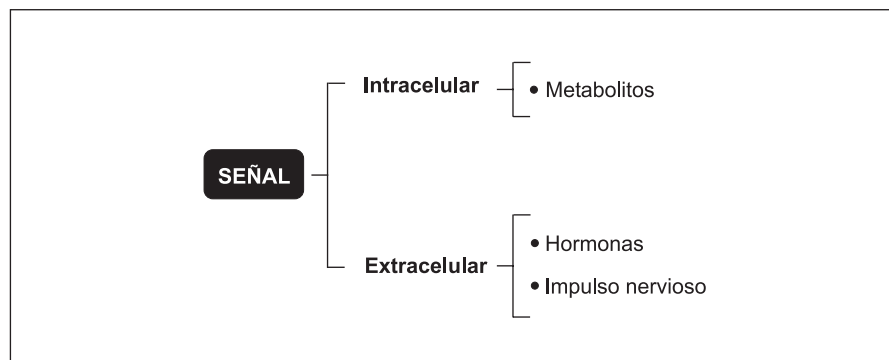 SEÑAL
Intracelular
• Metabolitos
Extracelular
• Hormonas
• Impulso nervioso